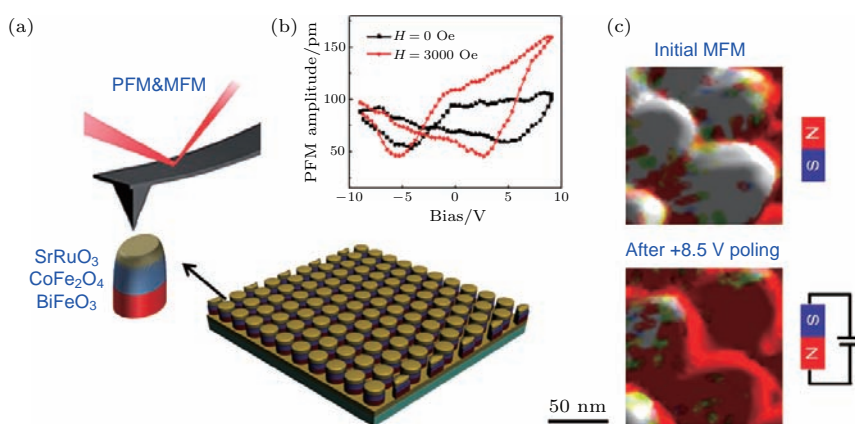 (a)
PFM&MFM
SrRuO₃
CoFe₂O₄
BiFeO₃
(b)
H = 0 Oe
H = 3000 Oe
PFM amplitude/pm
150
100
50
−10
−5
0
5
10
Bias/V
(c)
Initial MFM
N
S
After +8.5 V poling
S
N
50 nm